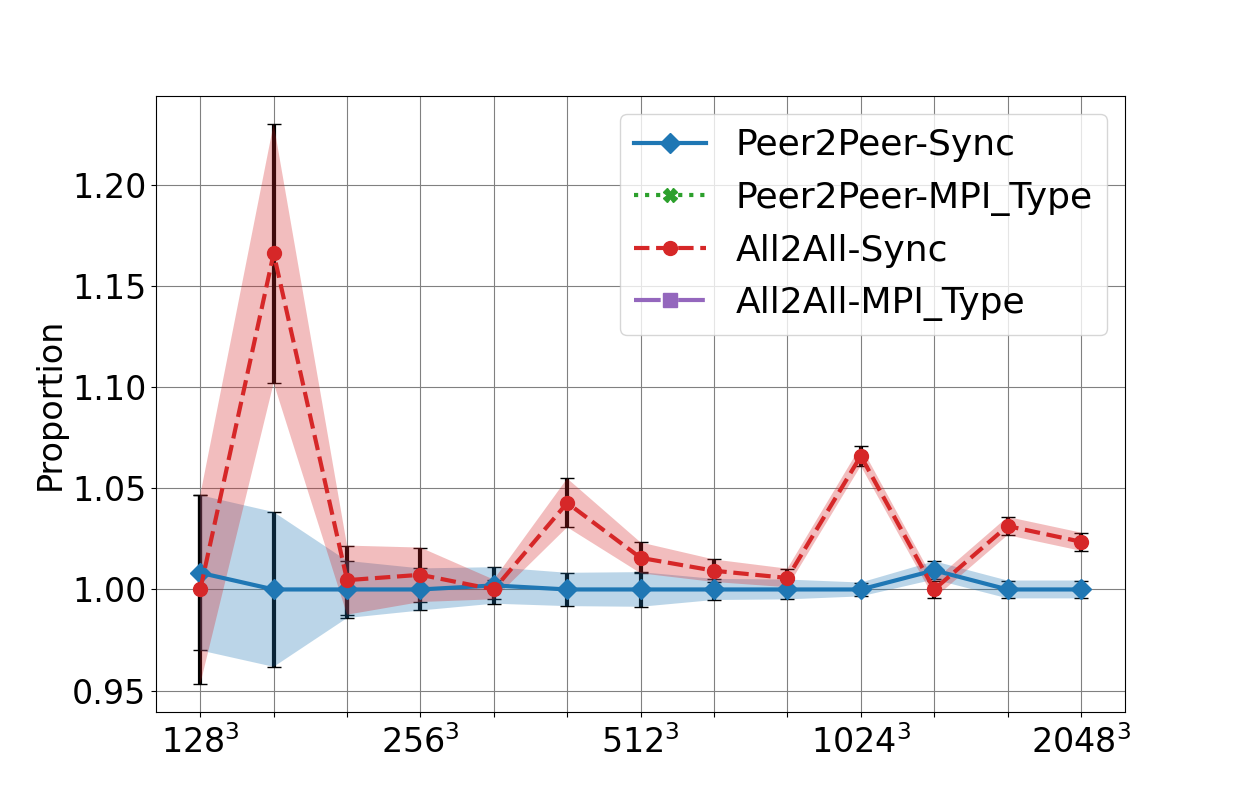 Peer2Peer-Sync
Peer2Peer-MPI_Type
All2All-Sync
All2All-MPI_Type
Proportion
1.20
1.15
1.10
1.05
1.00
0.95
128³ 256³ 512³ 1024³ 2048³